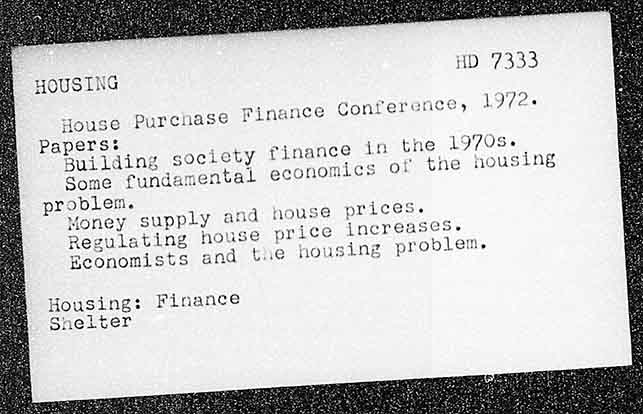 HD 7333
HOUSING
House Purchase Finance Conference, 1972.
Papers:
Building society finance in the 1970s.
Some fundamental economics of the housing
problem.
Money supply and house prices.
Regulating house price increases.
Economists and the housing problem.
Housing: Finance
Shelter